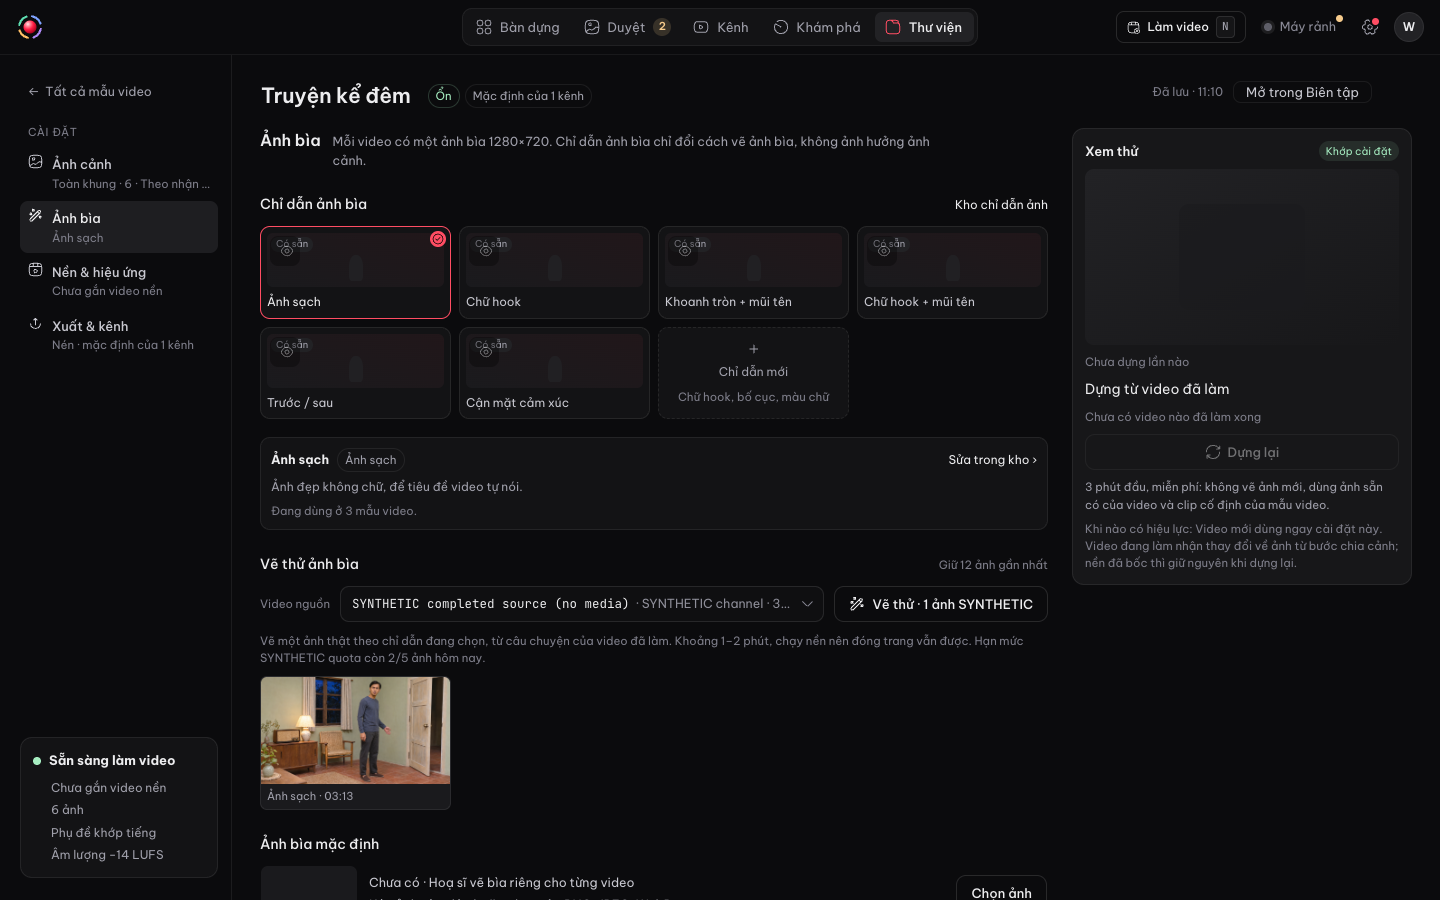 Bàn dựng
Duyệt 2
Kênh
Khám phá
Thư viện
Làm video N
Máy rảnh
W
← Tất cả mẫu video
CÀI ĐẶT
Ảnh cảnh
Toàn khung · 6 · Theo nhận ...
Ảnh bìa
Ảnh sạch
Nền & hiệu ứng
Chưa gắn video nền
Xuất & kênh
Nén · mặc định của 1 kênh
Sẵn sàng làm video
Chưa gắn video nền
6 ảnh
Phụ đề khớp tiếng
Âm lượng -14 LUFS
Truyện kể đêm
Ổn
Mặc định của 1 kênh
Đã lưu · 11:10
Mở trong Biên tập
Ảnh bìa
Mỗi video có một ảnh bìa 1280×720. Chỉ dẫn ảnh bìa chỉ đổi cách vẽ ảnh bìa, không ảnh hưởng ảnh
cảnh.
Chỉ dẫn ảnh bìa
Kho chỉ dẫn ảnh
Có sẵn
Ảnh sạch
Có sẵn
Chữ hook
Có sẵn
Khoanh tròn + mũi tên
Có sẵn
Chữ hook + mũi tên
Có sẵn
Trước / sau
Có sẵn
Cận mặt cảm xúc
+
Chỉ dẫn mới
Chữ hook, bố cục, màu chữ
Ảnh sạch
Ảnh sạch
Sửa trong kho ›
Ảnh đẹp không chữ, để tiêu đề video tự nói.
Đang dùng ở 3 mẫu video.
Vẽ thử ảnh bìa
Giữ 12 ảnh gần nhất
Video nguồn
SYNTHETIC completed source (no media) · SYNTHETIC channel · 3...
Vẽ thử · 1 ảnh SYNTHETIC
Vẽ một ảnh thật theo chỉ dẫn đang chọn, từ câu chuyện của video đã làm. Khoảng 1–2 phút, chạy nền nên đóng trang vẫn được. Hạn mức
SYNTHETIC quota còn 2/5 ảnh hôm nay.
Ảnh sạch · 03:13
Ảnh bìa mặc định
Chưa có · Hoạ sĩ vẽ bìa riêng cho từng video
Chọn ảnh
Xem thử
Khớp cài đặt
Chưa dựng lần nào
Dựng từ video đã làm
Chưa có video nào đã làm xong
Dựng lại
3 phút đầu, miễn phí: không vẽ ảnh mới, dùng ảnh sẵn
có của video và clip cố định của mẫu video.
Khi nào có hiệu lực: Video mới dùng ngay cài đặt này.
Video đang làm nhận thay đổi về ảnh từ bước chia cảnh;
nền đã bốc thì giữ nguyên khi dựng lại.